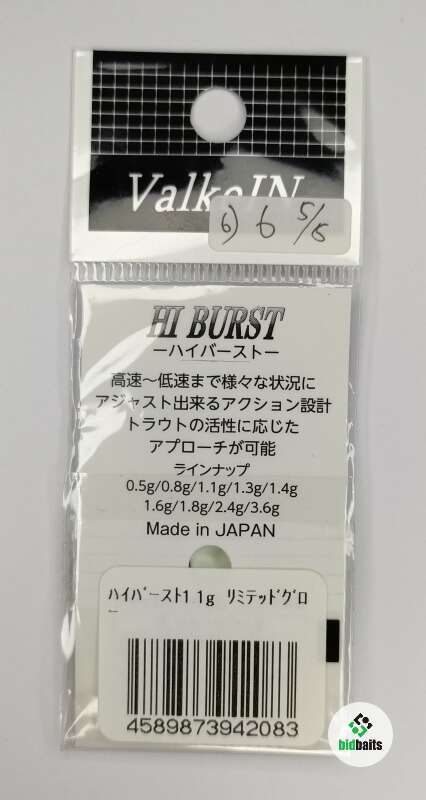 ValkeIN
6) 6 5/5
HI BURST
ーハイバーストー
高速〜低速まで様々な状況に
アジャスト出来るアクション設計
トラウトの活性に応じた
アプローチが可能
ラインナップ
0.5g/0.8g/1.1g/1.3g/1.4g
1.6g/1.8g/2.4g/3.6g
Made in JAPAN
ﾊｲﾊﾞｰｽﾄ1.1g ﾘﾐﾃｯﾄﾞｸﾞﾛ
ー
4589873942083
bidbaits